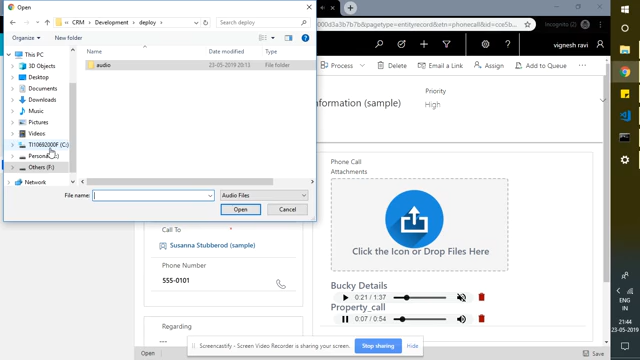 Open
CRM
Development
deploy
Search deploy
Organize
New folder
This PC
3D Objects
Desktop
Documents
Downloads
Music
Pictures
Videos
TI10692000F (C:)
Others (F:)
Network
Name
Date modified
Type
audio
23-05-2019 20:13
File folder
File name:
Audio Files
Open
Cancel
Incognito (2)
vignesh ravi
Process
Delete
Email a Link
Assign
Add to Queue
nformation (sample)
Priority
High
Phone Call
Attachments
Click the Icon or Drop Files Here
Bucky Details
0:21 / 1:37
Property_call
0:07 / 0:54
Call To
*
Susanna Stubberod (sample)
Phone Number
555-0101
Regarding
---
Screencastify - Screen Video Recorder is sharing your screen.
Stop sharing
Hide
Open
Save
ENG
IN
21:44
23-05-2019